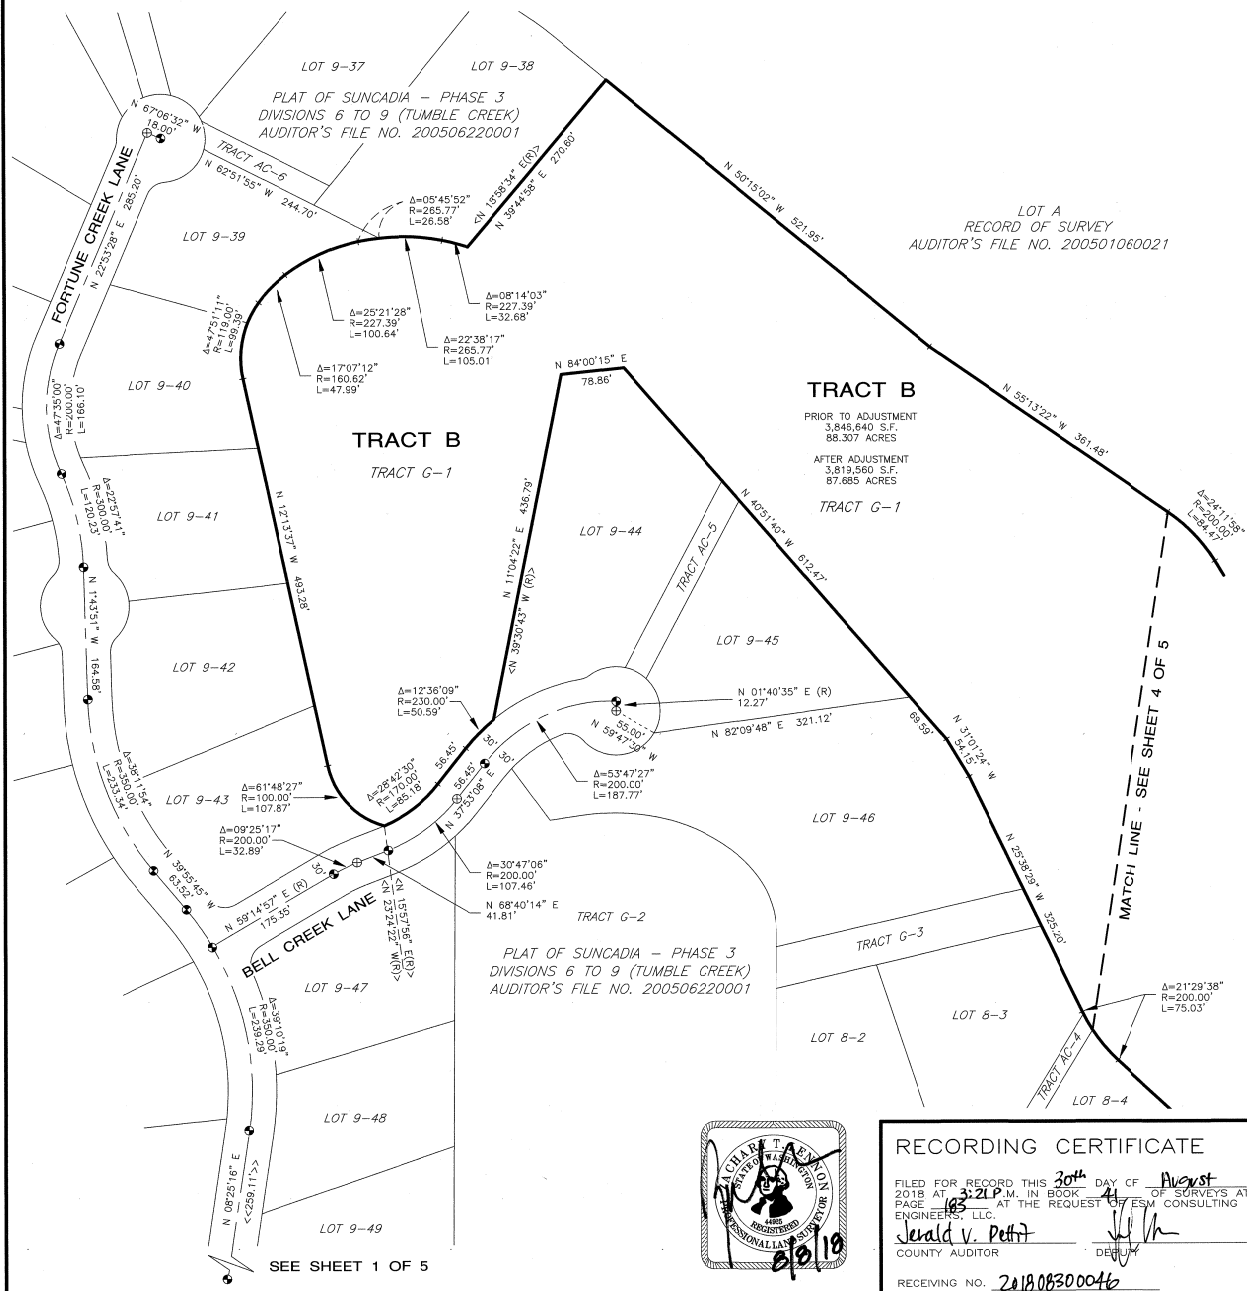 LOT 9-37
LOT 9-38
PLAT OF SUNCADIA - PHASE 3
DIVISIONS 6 TO 9 (TUMBLE CREEK)
AUDITOR'S FILE NO. 200506220001
N 67°06'32" W
18.00'
TRACT AC-6
N 62°51'55" W 244.70'
FORTUNE CREEK LANE
N 22°53'28" E 285.20'
LOT 9-39
Δ=05°45'52"
R=265.77'
L=26.58'
<N 13°58'34" E(R)>
N 39°44'58" E 270.60'
N 50°15'02" W 521.95'
LOT A
RECORD OF SURVEY
AUDITOR'S FILE NO. 200501060021
Δ=47°51'11"
R=119.00'
L=99.39'
Δ=25°21'28"
R=227.39'
L=100.64'
Δ=08°14'03"
R=227.39'
L=32.68'
Δ=22°38'17"
R=265.77'
L=105.01'
Δ=17°07'12"
R=160.62'
L=47.99'
LOT 9-40
Δ=47°35'00"
R=200.00'
L=166.10'
N 84°00'15" E
78.86'
TRACT B
PRIOR TO ADJUSTMENT
3,846,640 S.F.
88.307 ACRES
AFTER ADJUSTMENT
3,819,560 S.F.
87.685 ACRES
TRACT G-1
N 55°13'22" W 361.48'
TRACT B
TRACT G-1
Δ=24°11'58"
R=200.00'
L=84.47'
Δ=22°57'41"
R=300.00'
L=120.23'
LOT 9-41
N 12°13'37" W 493.28'
N 11°04'22" E 436.79'
<N 39°30'43" W (R)>
LOT 9-44
TRACT AC-5
N 40°51'40" W 612.47'
N 1°43'51" W 164.58'
LOT 9-42
LOT 9-45
MATCH LINE - SEE SHEET 4 OF 5
Δ=12°36'09"
R=230.00'
L=50.59'
N 01°40'35" E (R)
12.27'
55.00'
N 59°47'30" W
N 82°09'48" E 321.12'
69.59'
N 31°01'24" W
54.15'
Δ=38°11'54"
R=350.00'
L=233.34'
LOT 9-43
Δ=61°48'27"
R=100.00'
L=107.87'
Δ=28°42'30"
R=170.00'
L=85.18'
56.45'
30'
30'
56.45'
N 37°53'08" E
Δ=53°47'27"
R=200.00'
L=187.77'
LOT 9-46
Δ=09°25'17"
R=200.00'
L=32.89'
N 39°55'45" W
63.52'
30'
N 59°14'57" E (R)
175.35'
BELL CREEK LANE
<N 15°57'56" E(R)>
<N 23°24'22" W(R)>
Δ=30°47'06"
R=200.00'
L=107.46'
N 68°40'14" E
41.81'
TRACT G-2
N 25°38'29" W 325.20'
TRACT G-3
PLAT OF SUNCADIA - PHASE 3
DIVISIONS 6 TO 9 (TUMBLE CREEK)
AUDITOR'S FILE NO. 200506220001
LOT 9-47
Δ=39°10'19"
R=350.00'
L=239.29'
LOT 8-2
LOT 8-3
Δ=21°29'38"
R=200.00'
L=75.03'
TRACT AC-4
LOT 8-4
LOT 9-48
N 08°25'16" E
<<259.11'>>
LOT 9-49
SEE SHEET 1 OF 5
ZACHARY T. LENNON
STATE OF WASHINGTON
44925
REGISTERED
PROFESSIONAL LAND SURVEYOR
8/8/18
RECORDING CERTIFICATE
FILED FOR RECORD THIS 30th DAY OF August
2018 AT 3:21 P.M. IN BOOK 41 OF SURVEYS AT
PAGE 183 AT THE REQUEST OF ESM CONSULTING
ENGINEERS, LLC.
Jerald V. Pettit
COUNTY AUDITOR DEPUTY
RECEIVING NO. 201808300046